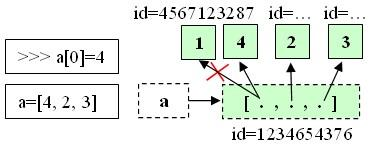 id=4567123287 id=... id=...
1 4 2 3
>>> a[0]=4
a=[4, 2, 3]
a [ . , . , . ]
id=1234654376